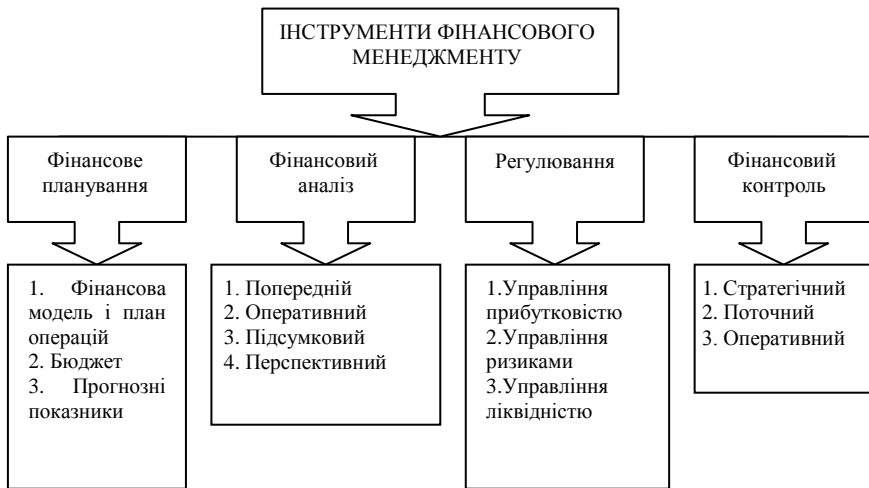 ІНСТРУМЕНТИ ФІНАНСОВОГО
МЕНЕДЖМЕНТУ
Фінансове
планування
Фінансовий
аналіз
Регулювання
Фінансовий
контроль
1. Фінансова
модель і план
операцій
2. Бюджет
3. Прогнозні
показники
1. Попередній
2. Оперативний
3. Підсумковий
4. Перспективний
1.Управління
прибутковістю
2.Управління
ризиками
3.Управління
ліквідністю
1. Стратегічний
2. Поточний
3. Оперативний